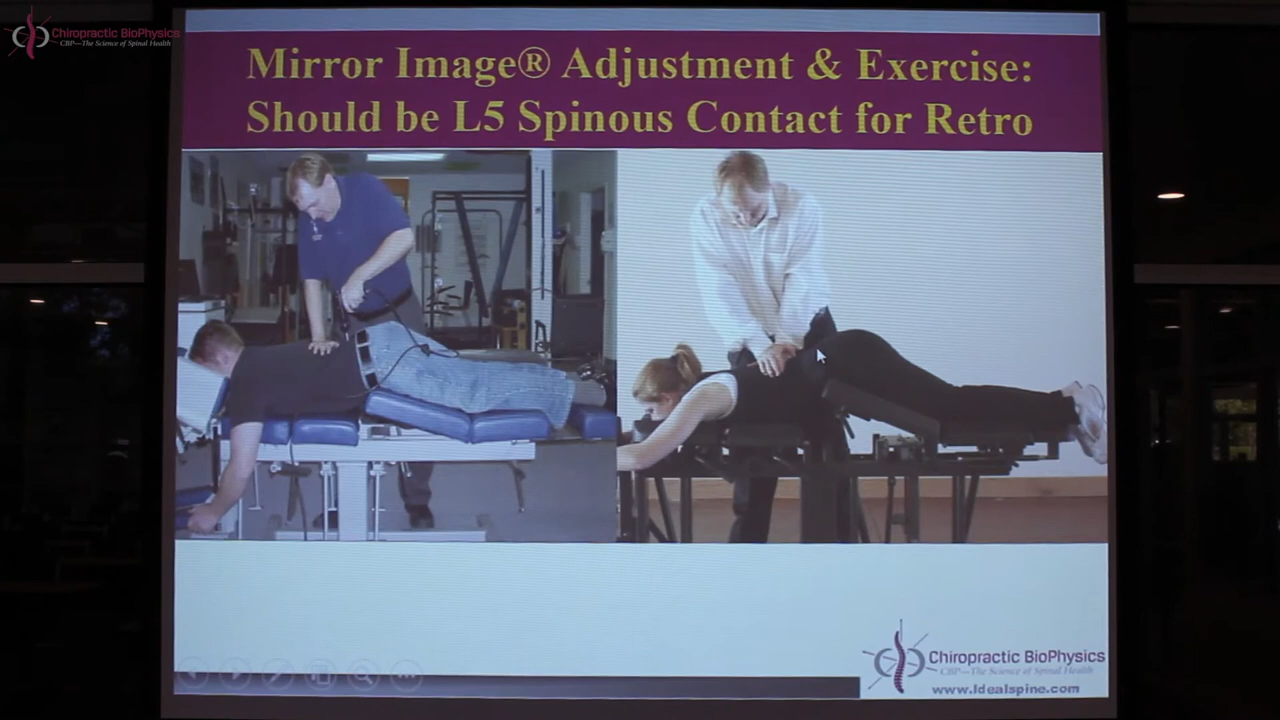 Chiropractic BioPhysics
CBP—The Science of Spinal Health
Mirror Image® Adjustment & Exercise:
Should be L5 Spinous Contact for Retro
Chiropractic BioPhysics
CBP—The Science of Spinal Health
www.Idealspine.com